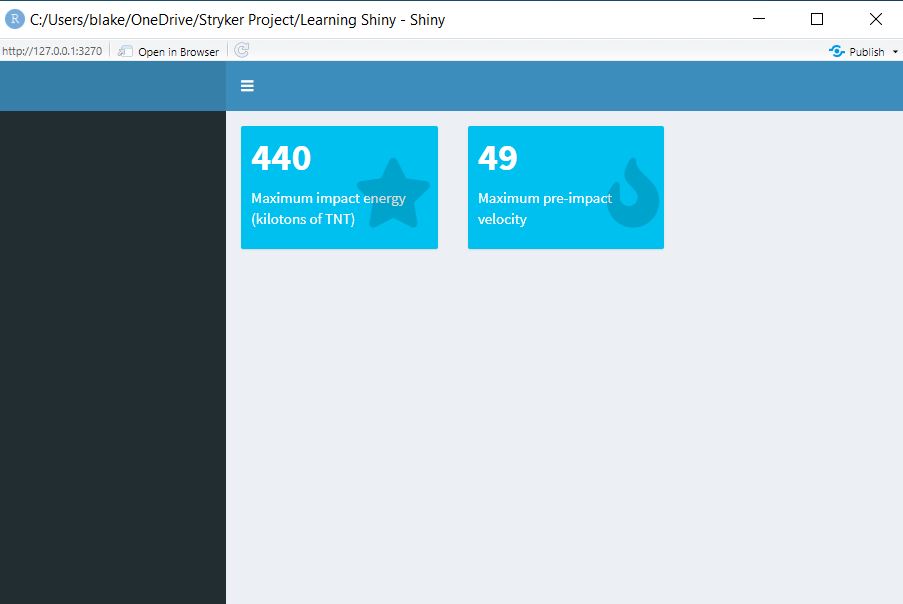 R C:/Users/blake/OneDrive/Stryker Project/Learning Shiny - Shiny
http://127.0.0.1:3270 Open in Browser Publish
440
Maximum impact energy
(kilotons of TNT)
49
Maximum pre-impact
velocity